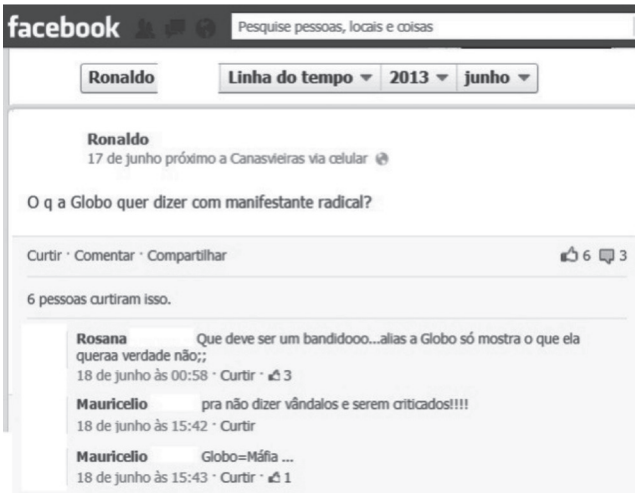 facebook Pesquise pessoas, locais e coisas
Ronaldo Linha do tempo 2013 junho
Ronaldo
17 de junho próximo a Canasvieiras via celular
O q a Globo quer dizer com manifestante radical?
Curtir · Comentar · Compartilhar 6 3
6 pessoas curtiram isso.
Rosana Que deve ser um bandidooo...alias a Globo só mostra o que ela
queraa verdade não;;
18 de junho às 00:58 · Curtir · 3
Mauricelio pra não dizer vândalos e serem criticados!!!!
18 de junho às 15:42 · Curtir
Mauricelio Globo=Máfia ...
18 de junho às 15:43 · Curtir · 1